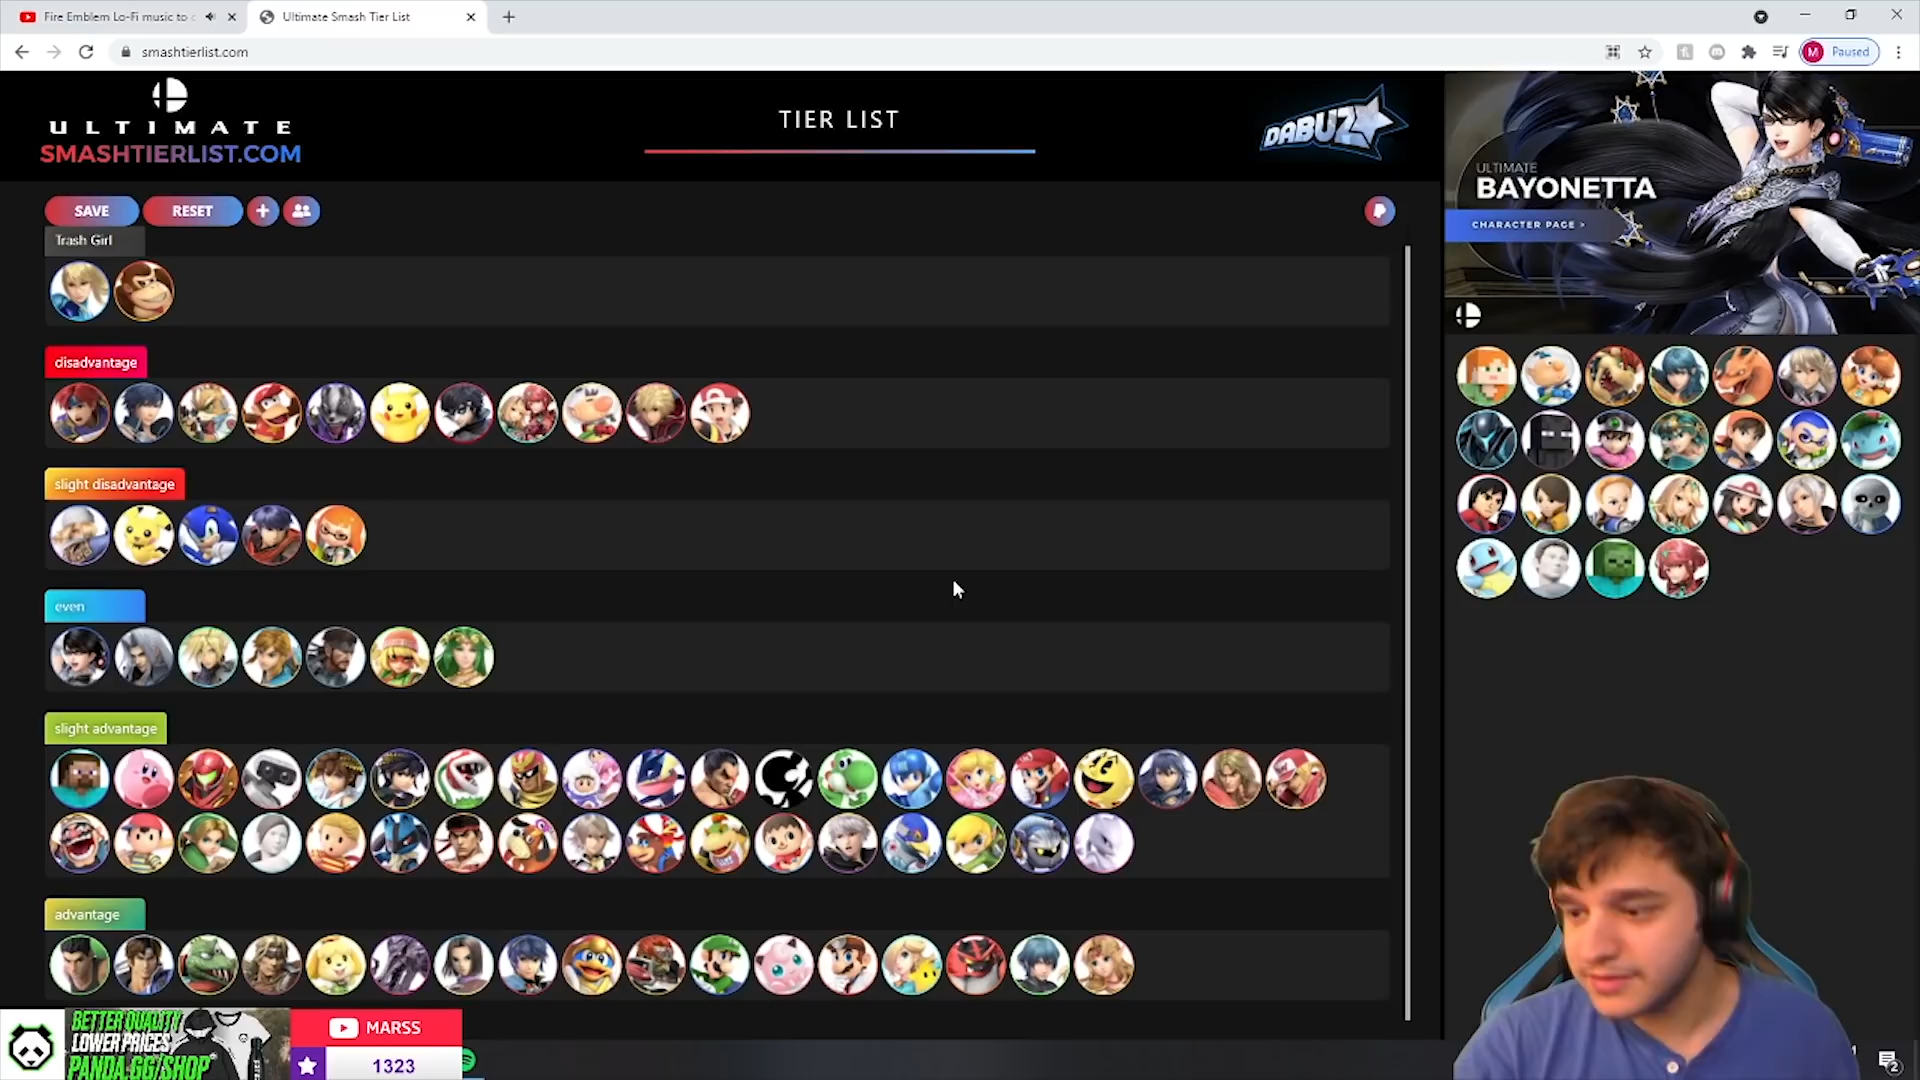 Fire Emblem Lo-Fi music to
Ultimate Smash Tier List
smashtierlist.com
M Paused
ULTIMATE
SMASHTIERLIST.COM
TIER LIST
DABUZ
ULTIMATE
BAYONETTA
CHARACTER PAGE >
SAVE
RESET
Trash Girl
disadvantage
slight disadvantage
even
slight advantage
advantage
BETTER QUALITY
LOWER PRICES
PANDA.GG/SHOP
MARSS
1323
2